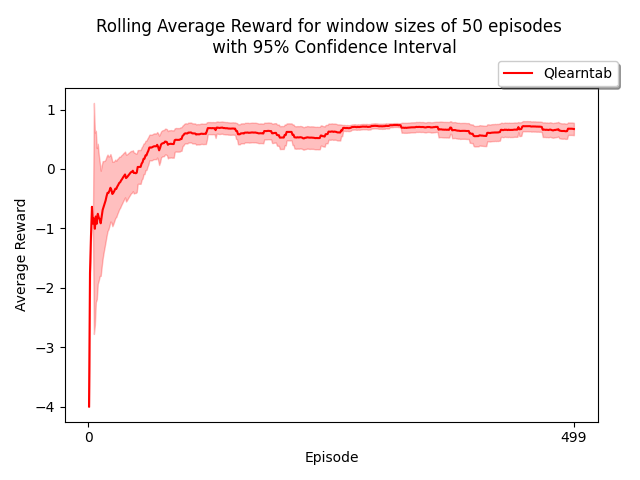 Rolling Average Reward for window sizes of 50 episodes
with 95% Confidence Interval
Qlearntab
1
0
−1
−2
−3
−4
Average Reward
0
499
Episode